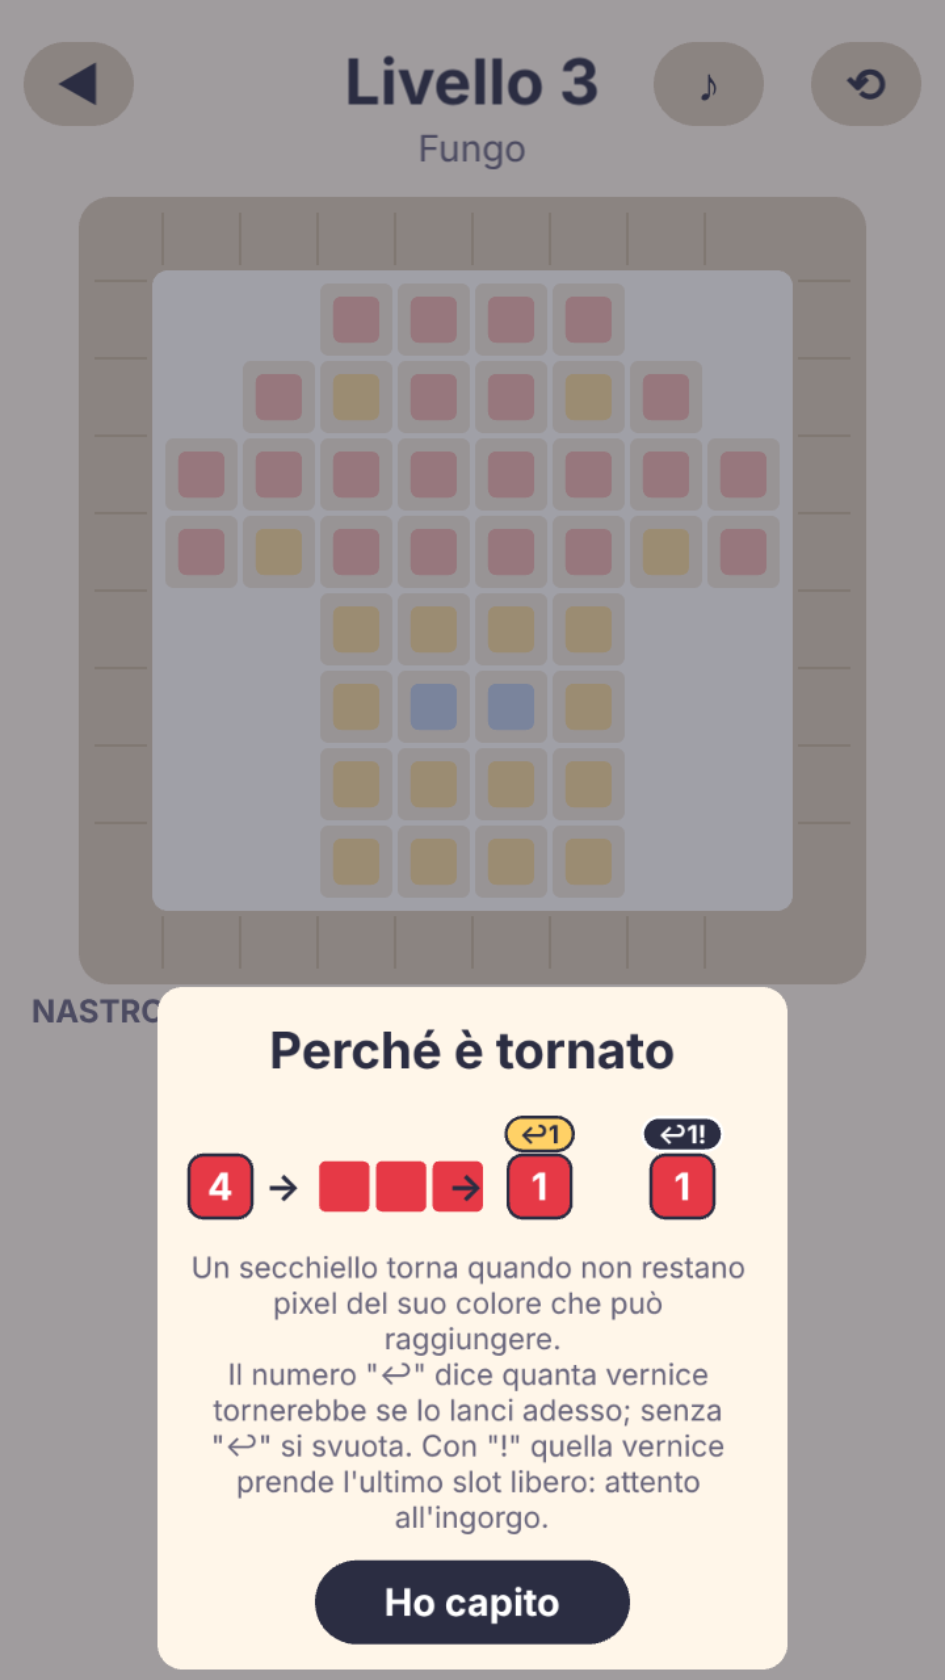 Livello 3
Fungo
NASTRO
Perché è tornato
↩1 ↩1!
4 → → 1 1
Un secchiello torna quando non restano
pixel del suo colore che può
raggiungere.
Il numero "↩" dice quanta vernice
tornerebbe se lo lanci adesso; senza
"↩" si svuota. Con "!" quella vernice
prende l'ultimo slot libero: attento
all'ingorgo.
Ho capito